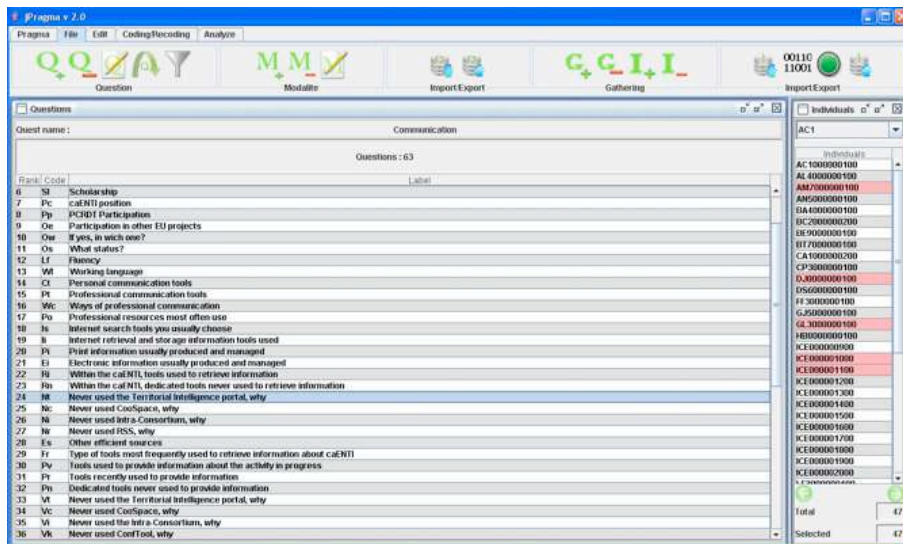 jPragma v 2.0
Pragma File Edit Coding/Recoding Analyze
Q+ Q- A
M+ M-
G+ G- I+ I-
00110
11001
Question Modalite Import/Export Gathering Import/Export
Questions
Quest name : Communication
Questions : 63
Rank Code Label
6 Sl Scholarship
7 Pc caENTI position
8 Pp PCRDT Participation
9 Oe Participation in other EU projects
10 Ow If yes, in wich one?
11 Os What status?
12 Lf Fluency
13 Wl Working language
14 Ct Personal communication tools
15 Pt Professional communication tools
16 Wc Ways of professional communication
17 Po Professional resources most often use
18 Is Internet search tools you usually choose
19 Ii Internet retrieval and storage information tools used
20 Pi Print information usually produced and managed
21 Ei Electronic information usually produced and managed
22 Ri Within the caENTI, tools used to retrieve information
23 Rn Within the caENTI, dedicated tools never used to retrieve information
24 Nt Never used the Territorial Intelligence portal, why
25 Nc Never used CooSpace, why
26 Ni Never used Intra-Consortium, why
27 Nr Never used RSS, why
28 Es Other efficient sources
29 Fr Type of tools most frequently used to retrieve information about caENTI
30 Pv Tools used to provide information about the activity in progress
31 Pr Tools recently used to provide information
32 Pn Dedicated tools never used to provide information
33 Vt Never used the Territorial Intelligence portal, why
34 Vc Never used CooSpace, why
35 Vi Never used the Intra-Consortium, why
36 Vk Never used ConfTool, why
Individuals
AC1
Individuals
AC1000000100
AL4000000100
AM7000000100
AN5000000100
BA4000000100
BC2000000200
BE9000000100
BT7000000100
CA1000000200
CP3000000100
DJ0000000100
DS6000000100
FF3000000100
GJ5000000100
GL3000000100
HB0000000100
ICE000000900
ICE000001000
ICE000001100
ICE000001200
ICE000001300
ICE000001400
ICE000001500
ICE000001600
ICE000001700
ICE000001800
ICE000001900
ICE000002000
Total 47
Selected 47